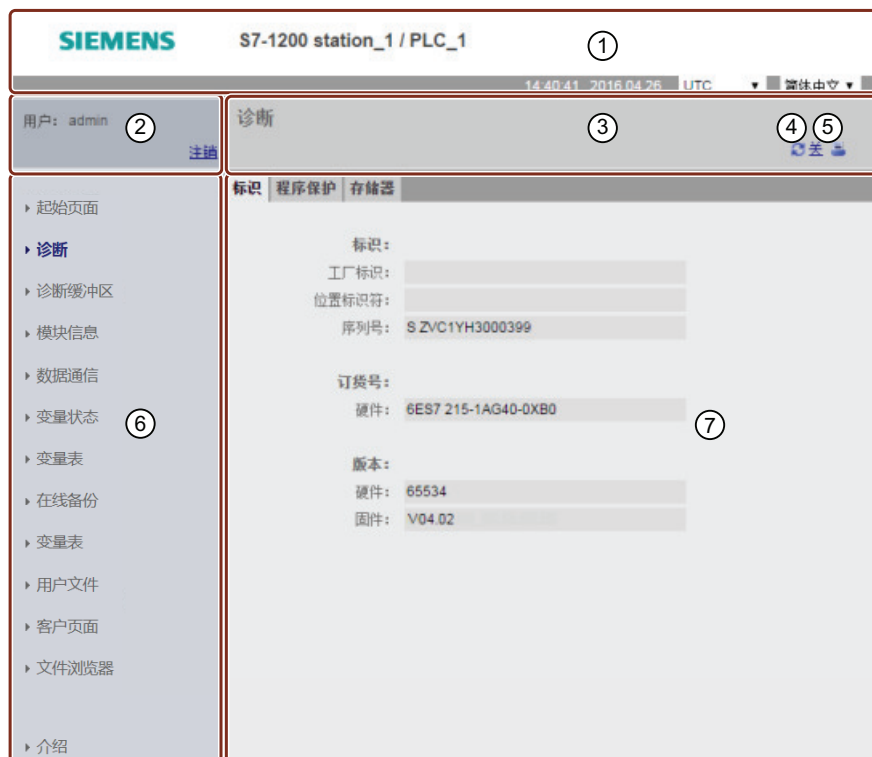 SIEMENS S7-1200 station_1 / PLC_1 ①
14:40:41 2016.04.26 UTC ▼ 简体中文 ▼
用户: admin ②
注销
诊断 ③ ④ ⑤
关
标识 程序保护 存储器
起始页面
诊断
诊断缓冲区
模块信息
数据通信
变量状态
变量表
在线备份
变量表
用户文件
客户页面
文件浏览器
介绍
⑥
标识:
工厂标识:
位置标识符:
序列号: S ZVC1YH3000399
订货号:
硬件: 6ES7 215-1AG40-0XB0
⑦
版本:
硬件: 65534
固件: V04.02